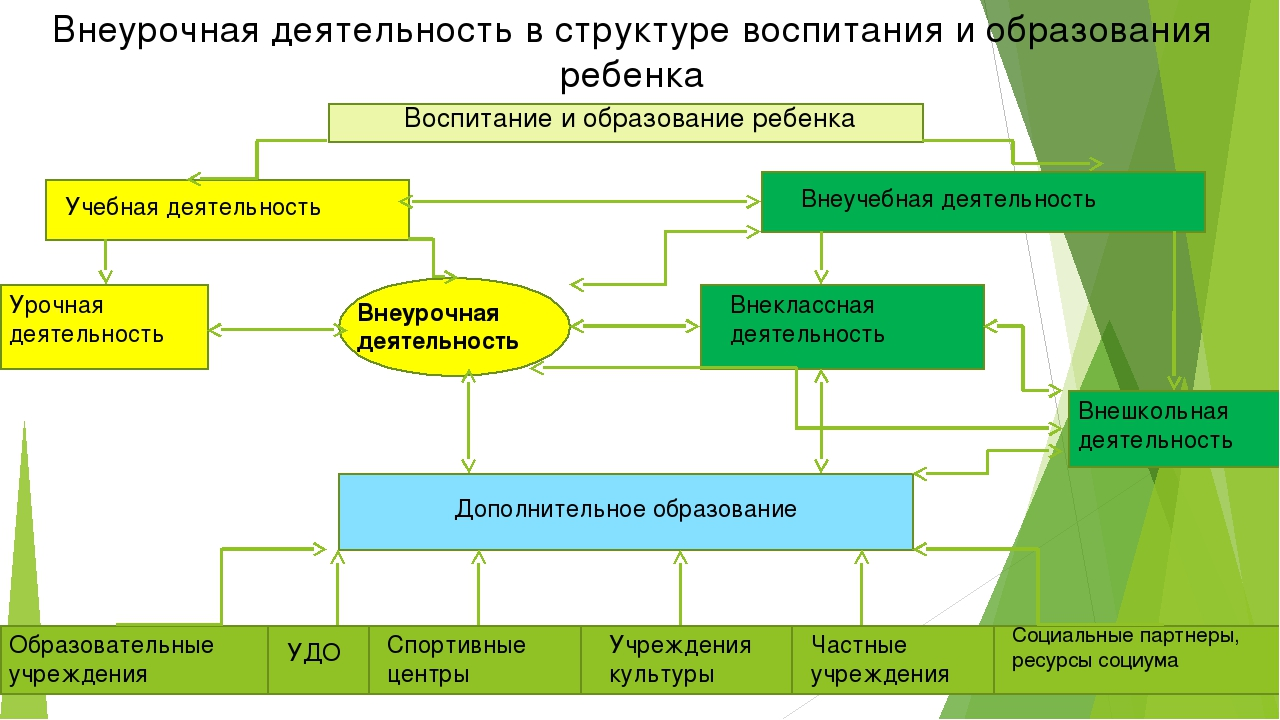 Внеурочная деятельность в структуре воспитания и образования
ребенка
Воспитание и образование ребенка
Учебная деятельность
Внеучебная деятельность
Урочная
деятельность
Внеурочная
деятельность
Внеклассная
деятельность
Внешкольная
деятельность
Дополнительное образование
Образовательные
учреждения
УДО
Спортивные
центры
Учреждения
культуры
Частные
учреждения
Социальные партнеры,
ресурсы социума